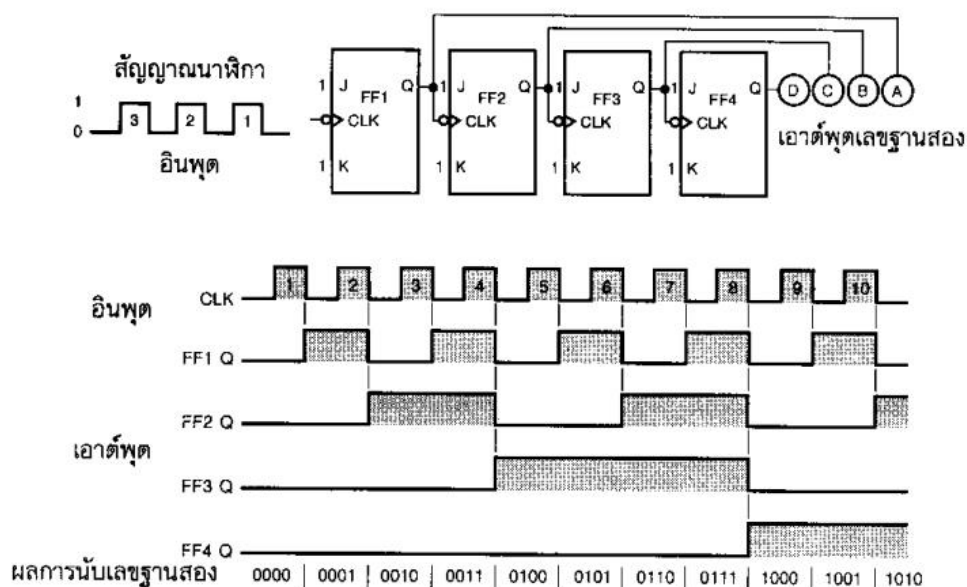 สัญญาณนาฬิกา
1
0
3 2 1
อินพุต
1 J Q
FF1
CLK
1 K
1 J Q
FF2
CLK
1 K
1 J Q
FF3
CLK
1 K
1 J Q
FF4
CLK
1 K
D C B A
เอาต์พุตเลขฐานสอง
อินพุต
CLK 1 2 3 4 5 6 7 8 9 10
FF1 Q
FF2 Q
เอาต์พุต
FF3 Q
FF4 Q
ผลการนับเลขฐานสอง 0000 0001 0010 0011 0100 0101 0110 0111 1000 1001 1010